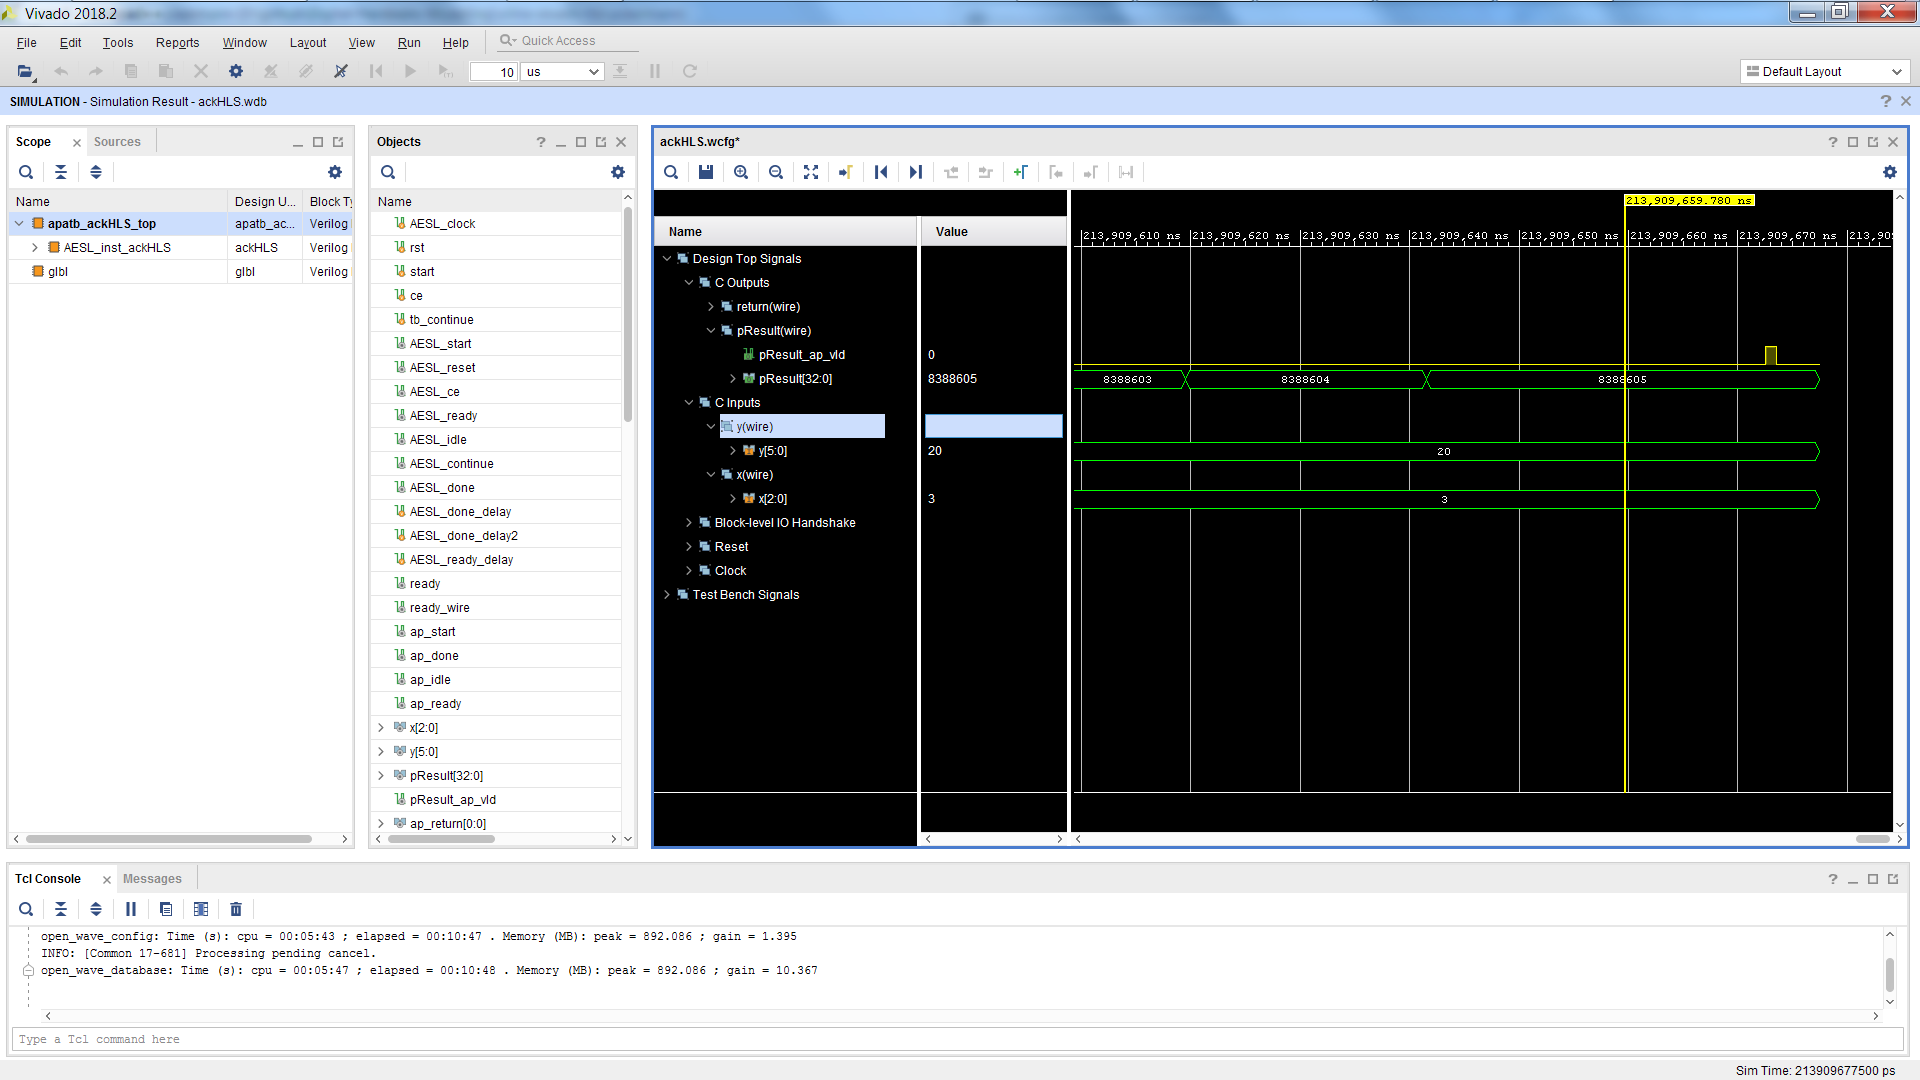 Vivado 2018.2
File Edit Tools Reports Window Layout View Run Help Quick Access
10 us Default Layout
SIMULATION - Simulation Result - ackHLS.wdb
Scope Sources
Name Design U... Block Ty
apatb_ackHLS_top apatb_ac... Verilog
AESL_inst_ackHLS ackHLS Verilog
glbl glbl Verilog
Objects
Name
AESL_clock
rst
start
ce
tb_continue
AESL_start
AESL_reset
AESL_ce
AESL_ready
AESL_idle
AESL_continue
AESL_done
AESL_done_delay
AESL_done_delay2
AESL_ready_delay
ready
ready_wire
ap_start
ap_done
ap_idle
ap_ready
x[2:0]
y[5:0]
pResult[32:0]
pResult_ap_vld
ap_return[0:0]
ackHLS.wcfg*
213,909,659.780 ns
Name Value
213,909,610 ns 213,909,620 ns 213,909,630 ns 213,909,640 ns 213,909,650 ns 213,909,660 ns 213,909,670 ns 213,909
Design Top Signals
C Outputs
return(wire)
pResult(wire)
pResult_ap_vld 0
pResult[32:0] 8388605 8388603 8388604 8388605
C Inputs
y(wire)
y[5:0] 20 20
x(wire)
x[2:0] 3 3
Block-level IO Handshake
Reset
Clock
Test Bench Signals
Tcl Console Messages
open_wave_config: Time (s): cpu = 00:05:43 ; elapsed = 00:10:47 . Memory (MB): peak = 892.086 ; gain = 1.395
INFO: [Common 17-681] Processing pending cancel.
open_wave_database: Time (s): cpu = 00:05:47 ; elapsed = 00:10:48 . Memory (MB): peak = 892.086 ; gain = 10.367
Type a Tcl command here
Sim Time: 213909677500 ps